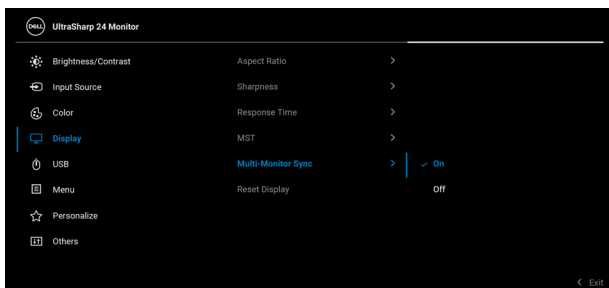 DELL UltraSharp 24 Monitor
Brightness/Contrast Aspect Ratio >
Input Source Sharpness >
Color Response Time >
Display MST >
USB Multi-Monitor Sync > ✓ On
Menu Reset Display Off
Personalize
Others
< Exit